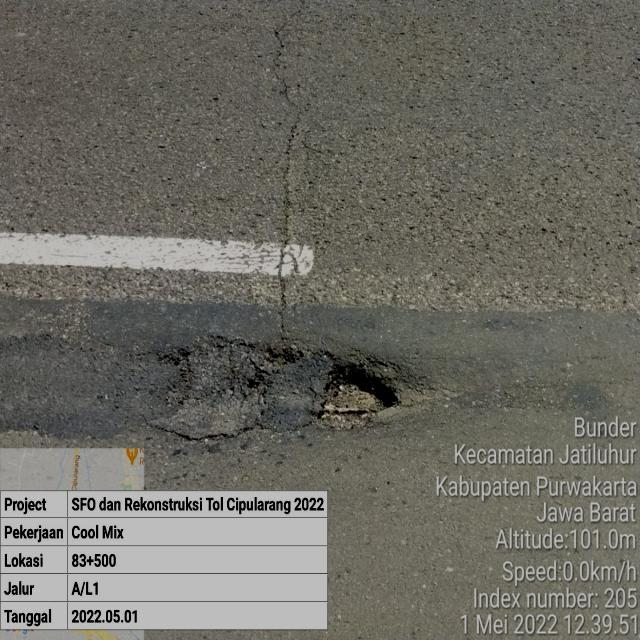 Bunder
Kecamatan Jatiluhur
Kabupaten Purwakarta
Jawa Barat
Altitude:101.0m
Speed:0.0km/h
Index number: 205
1 Mei 2022 12.39.51
Cipularang
Project SFO dan Rekonstruksi Tol Cipularang 2022
Pekerjaan Cool Mix
Lokasi 83+500
Jalur A/L1
Tanggal 2022.05.01